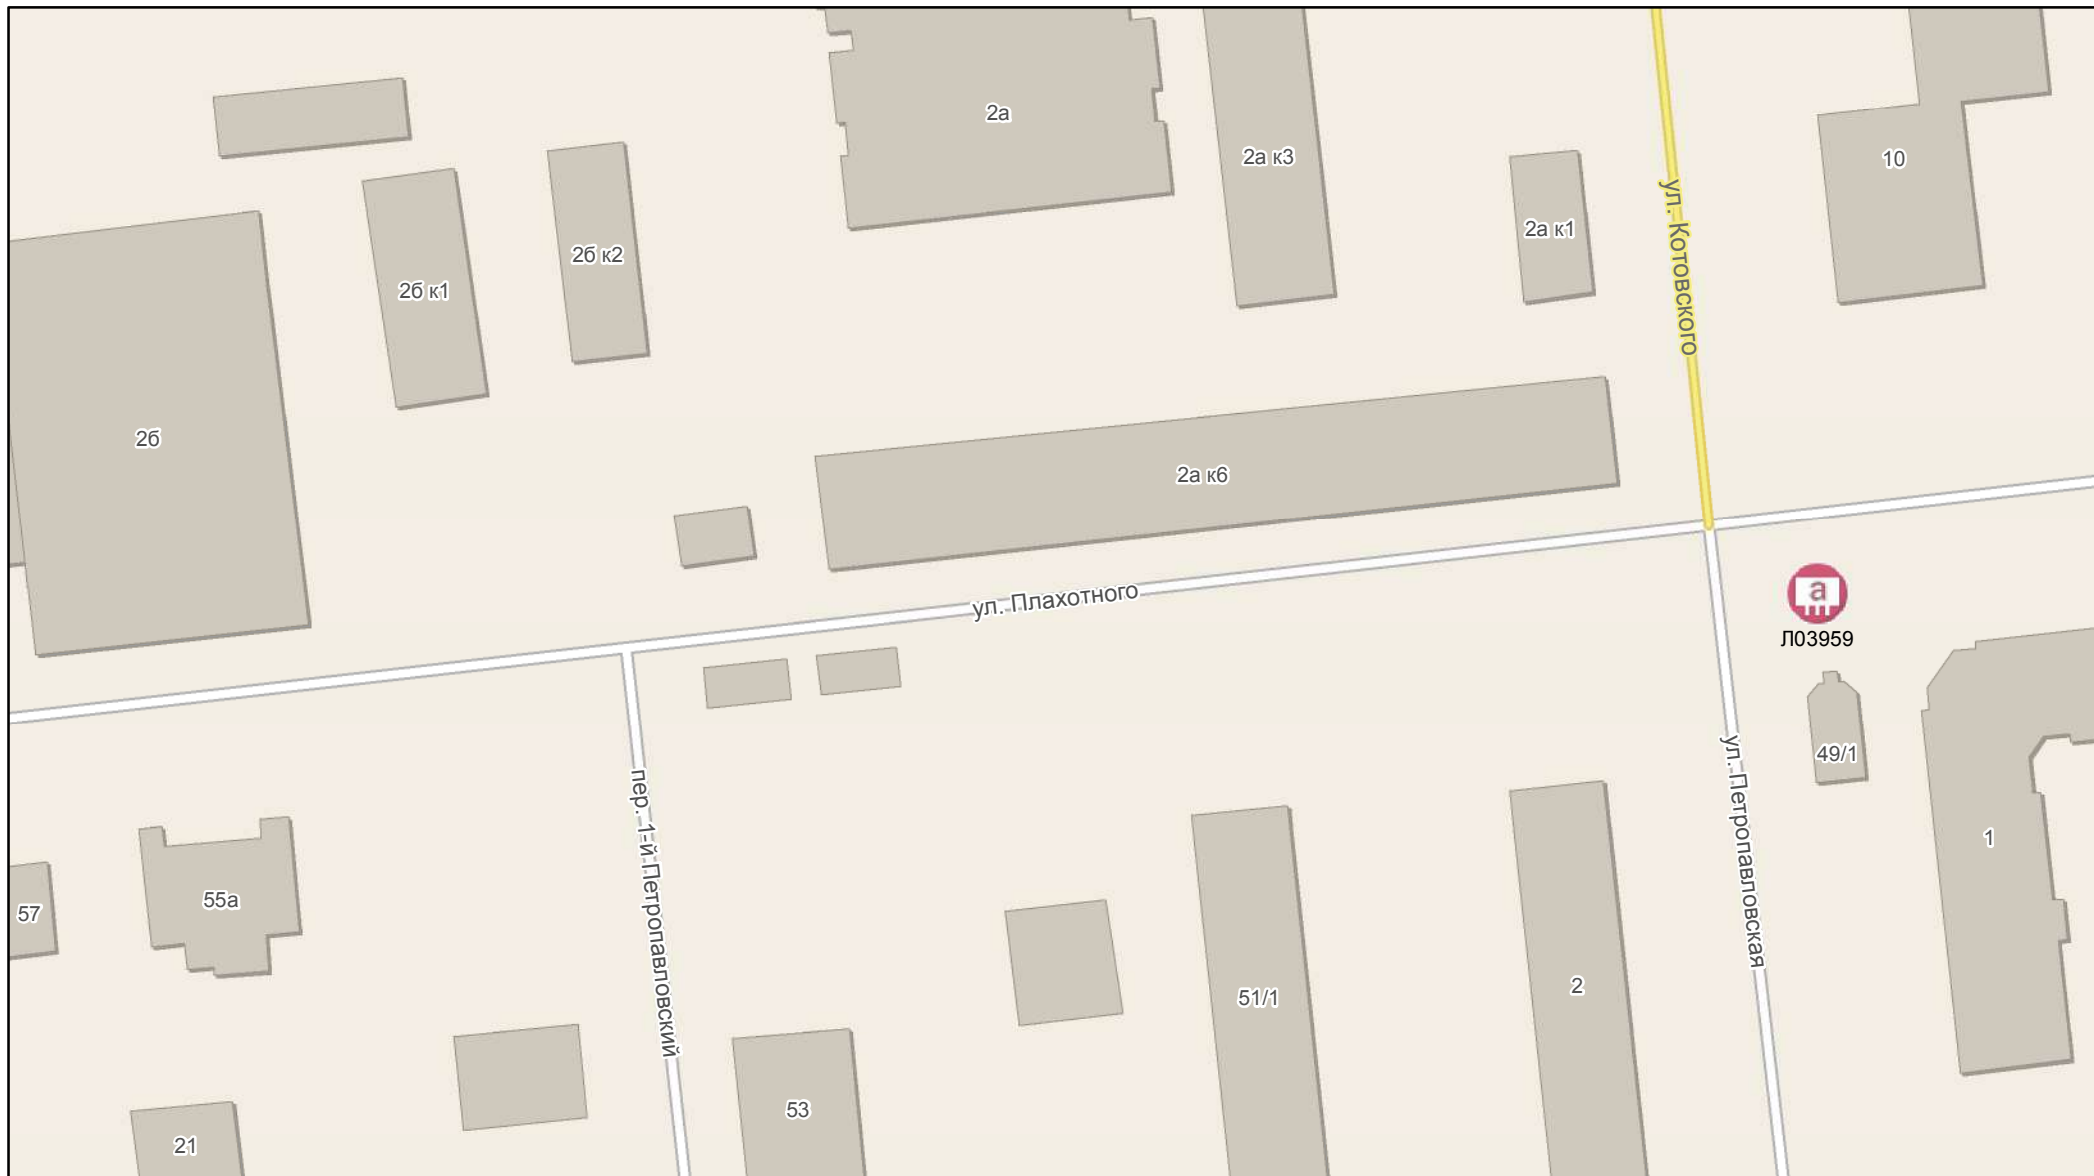 2а
2а к3
10
2а к1
2б к2
2б к1
ул. Котовского
2б
2а к6
ул. Плахотного
а
Л03959
49/1
ул. Петропавловская
1
пер. 1-й Петропавловский
55а
57
51/1
2
53
21